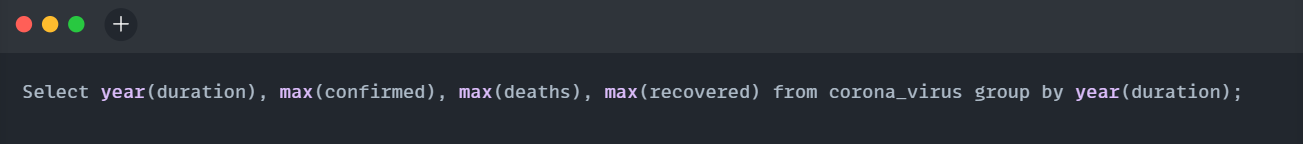 Select year(duration), max(confirmed), max(deaths), max(recovered) from corona_virus group by year(duration);